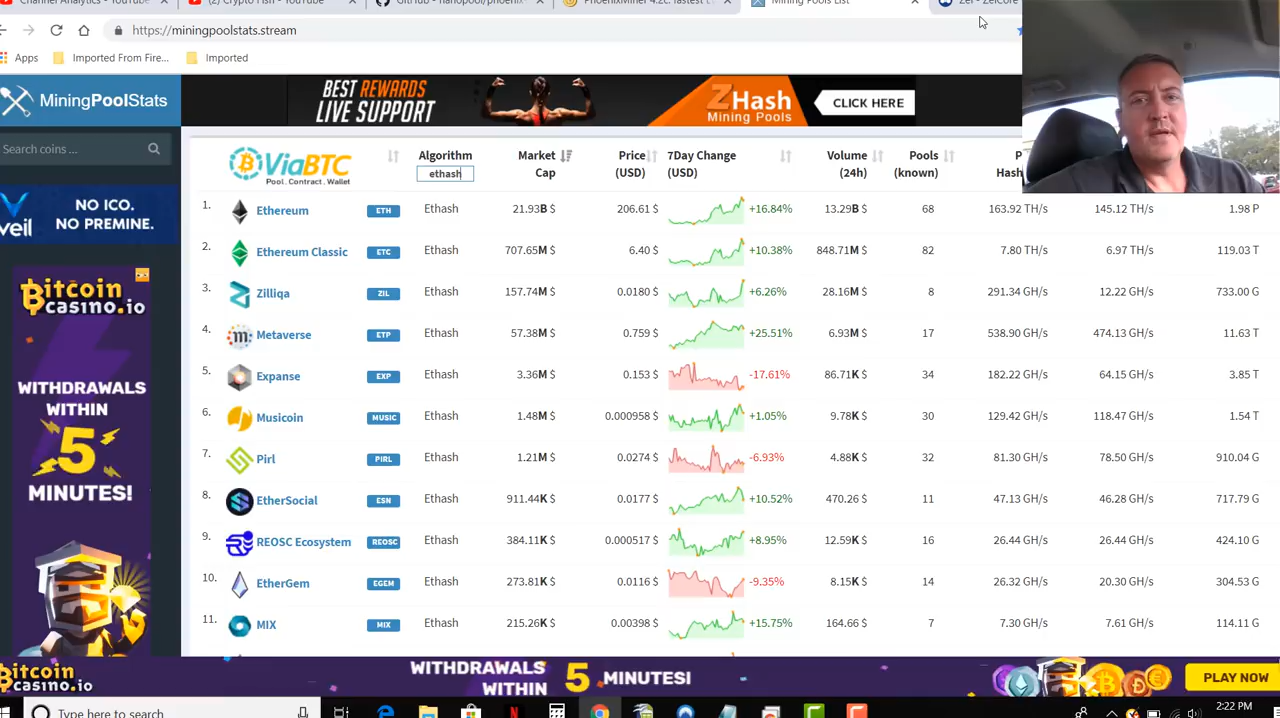 Channel Analytics - YouTube
(2) Crypto Fish - YouTube
GitHub - nanopool/phoenix
PhoenixMiner 4.2c: fastest
Mining Pools List
Zel - ZelCore
https://miningpoolstats.stream
Apps Imported From Fire... Imported
MiningPoolStats
Search coins ...
NO ICO.
NO PREMINE.
veil
Bitcoin
casino.io
WITHDRAWALS
WITHIN
5
MINUTES!
BEST REWARDS
LIVE SUPPORT
ZHash
Mining Pools
CLICK HERE
ViaBTC
Pool . Contract . Wallet
Algorithm
ethash
Market Cap
Price (USD)
7Day Change (USD)
Volume (24h)
Pools (known)
1. Ethereum ETH Ethash 21.93B $ 206.61 $ +16.84% 13.29B $ 68 163.92 TH/s 145.12 TH/s 1.98 P
2. Ethereum Classic ETC Ethash 707.65M $ 6.40 $ +10.38% 848.71M $ 82 7.80 TH/s 6.97 TH/s 119.03 T
3. Zilliqa ZIL Ethash 157.74M $ 0.0180 $ +6.26% 28.16M $ 8 291.34 GH/s 12.22 GH/s 733.00 G
4. Metaverse ETP Ethash 57.38M $ 0.759 $ +25.51% 6.93M $ 17 538.90 GH/s 474.13 GH/s 11.63 T
5. Expanse EXP Ethash 3.36M $ 0.153 $ -17.61% 86.71K $ 34 182.22 GH/s 64.15 GH/s 3.85 T
6. Musicoin MUSIC Ethash 1.48M $ 0.000958 $ +1.05% 3.78K $ 30 129.42 GH/s 118.47 GH/s 1.54 T
7. Pirl PIRL Ethash 1.21M $ 0.0274 $ -6.93% 4.88K $ 32 81.30 GH/s 78.50 GH/s 910.04 G
8. EtherSocial ESN Ethash 911.44K $ 0.0177 $ +10.52% 470.26 $ 11 47.13 GH/s 46.28 GH/s 717.79 G
9. REOSC Ecosystem REOSC Ethash 384.11K $ 0.000517 $ +8.95% 12.59K $ 16 26.44 GH/s 26.44 GH/s 424.10 G
10. EtherGem EGEM Ethash 273.81K $ 0.0116 $ -9.35% 8.15K $ 14 26.32 GH/s 20.30 GH/s 304.53 G
11. MIX MIX Ethash 215.26K $ 0.00398 $ +15.75% 164.66 $ 7 7.30 GH/s 7.61 GH/s 114.11 G
Bitcoin
casino.io
WITHDRAWALS
WITHIN
5 MINUTES!
PLAY NOW
Type here to search
2:22 PM